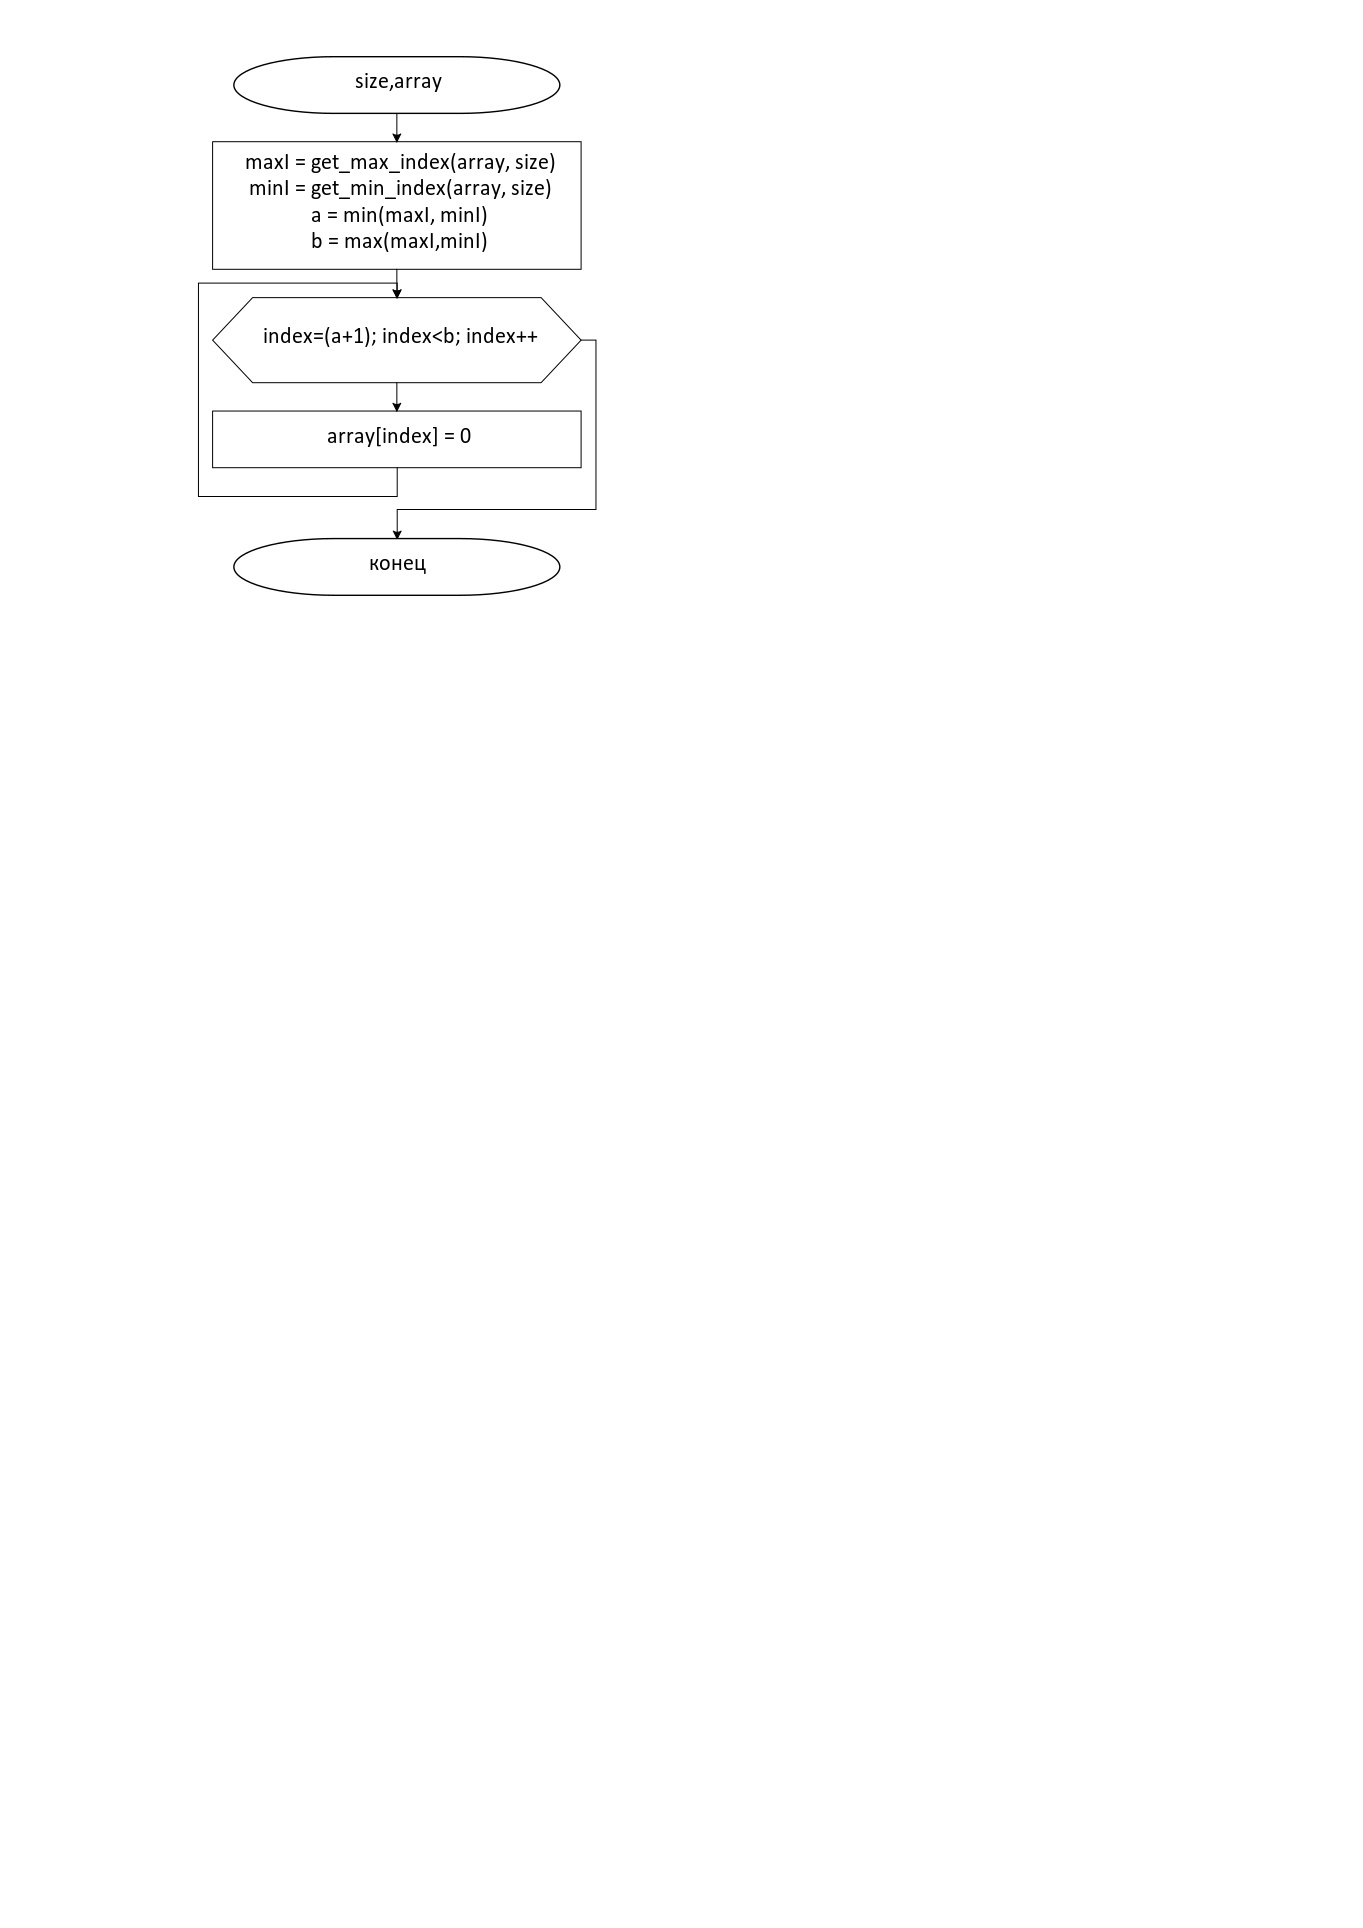 size,array
maxI = get_max_index(array, size)
minI = get_min_index(array, size)
a = min(maxI, minI)
b = max(maxI,minI)
index=(a+1); index<b; index++
array[index] = 0
конец